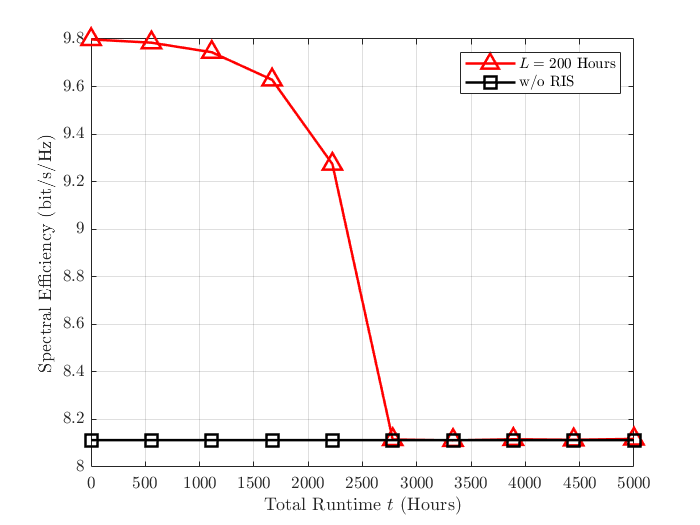 9.8
9.6
9.4
9.2
9
8.8
8.6
8.4
8.2
8
0 500 1000 1500 2000 2500 3000 3500 4000 4500 5000
Total Runtime t (Hours)
Spectral Efficiency (bit/s/Hz)
L = 200 Hours
w/o RIS